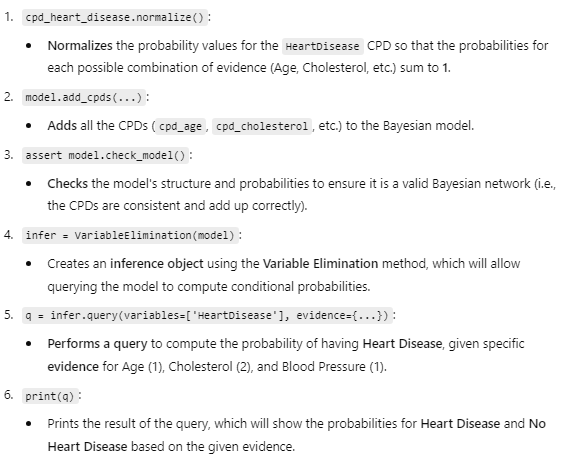 1. cpd_heart_disease.normalize() :
• Normalizes the probability values for the HeartDisease CPD so that the probabilities for
each possible combination of evidence (Age, Cholesterol, etc.) sum to 1.
2. model.add_cpds(...) :
• Adds all the CPDs ( cpd_age , cpd_cholesterol , etc.) to the Bayesian model.
3. assert model.check_model() :
• Checks the model's structure and probabilities to ensure it is a valid Bayesian network (i.e.,
the CPDs are consistent and add up correctly).
4. infer = VariableElimination(model) :
• Creates an inference object using the Variable Elimination method, which will allow
querying the model to compute conditional probabilities.
5. q = infer.query(variables=['HeartDisease'], evidence={...}) :
• Performs a query to compute the probability of having Heart Disease, given specific
evidence for Age (1), Cholesterol (2), and Blood Pressure (1).
6. print(q) :
• Prints the result of the query, which will show the probabilities for Heart Disease and No
Heart Disease based on the given evidence.